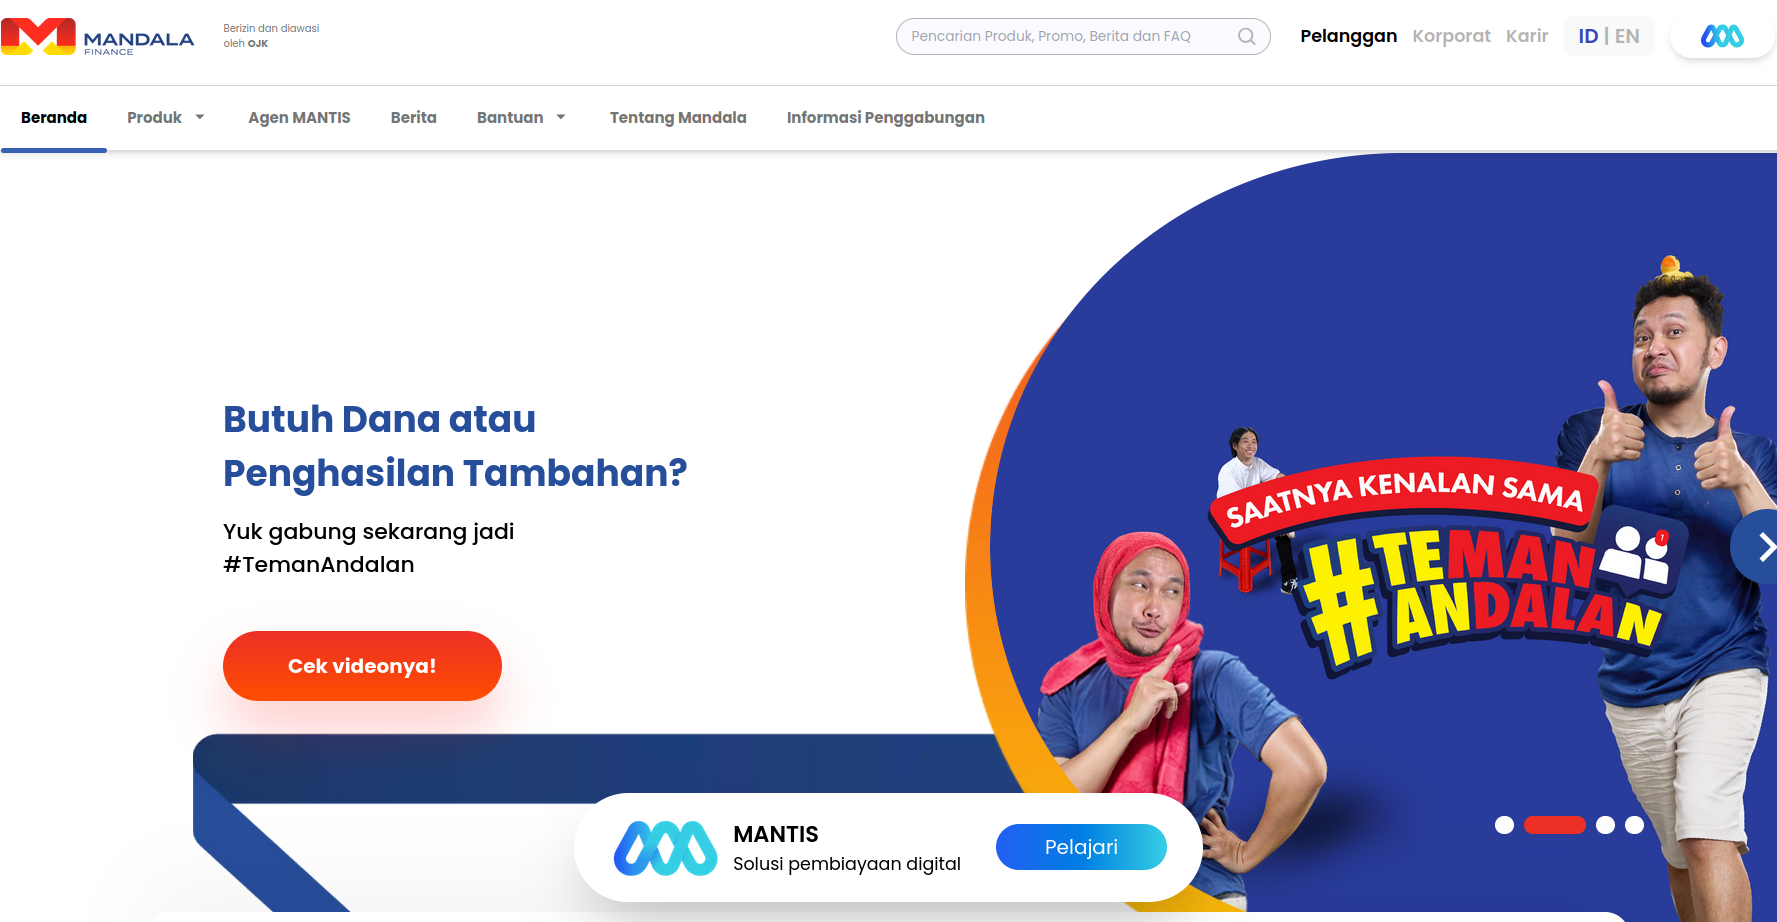 MANDALA
FINANCE
Berizin dan diawasi
oleh OJK
Pencarian Produk, Promo, Berita dan FAQ
Pelanggan Korporat Karir ID | EN
Beranda Produk Agen MANTIS Berita Bantuan Tentang Mandala Informasi Penggabungan
Butuh Dana atau
Penghasilan Tambahan?
Yuk gabung sekarang jadi
#TemanAndalan
Cek videonya!
SAATNYA KENALAN SAMA
#TEMAN
ANDALAN
1
MANTIS
Solusi pembiayaan digital
Pelajari